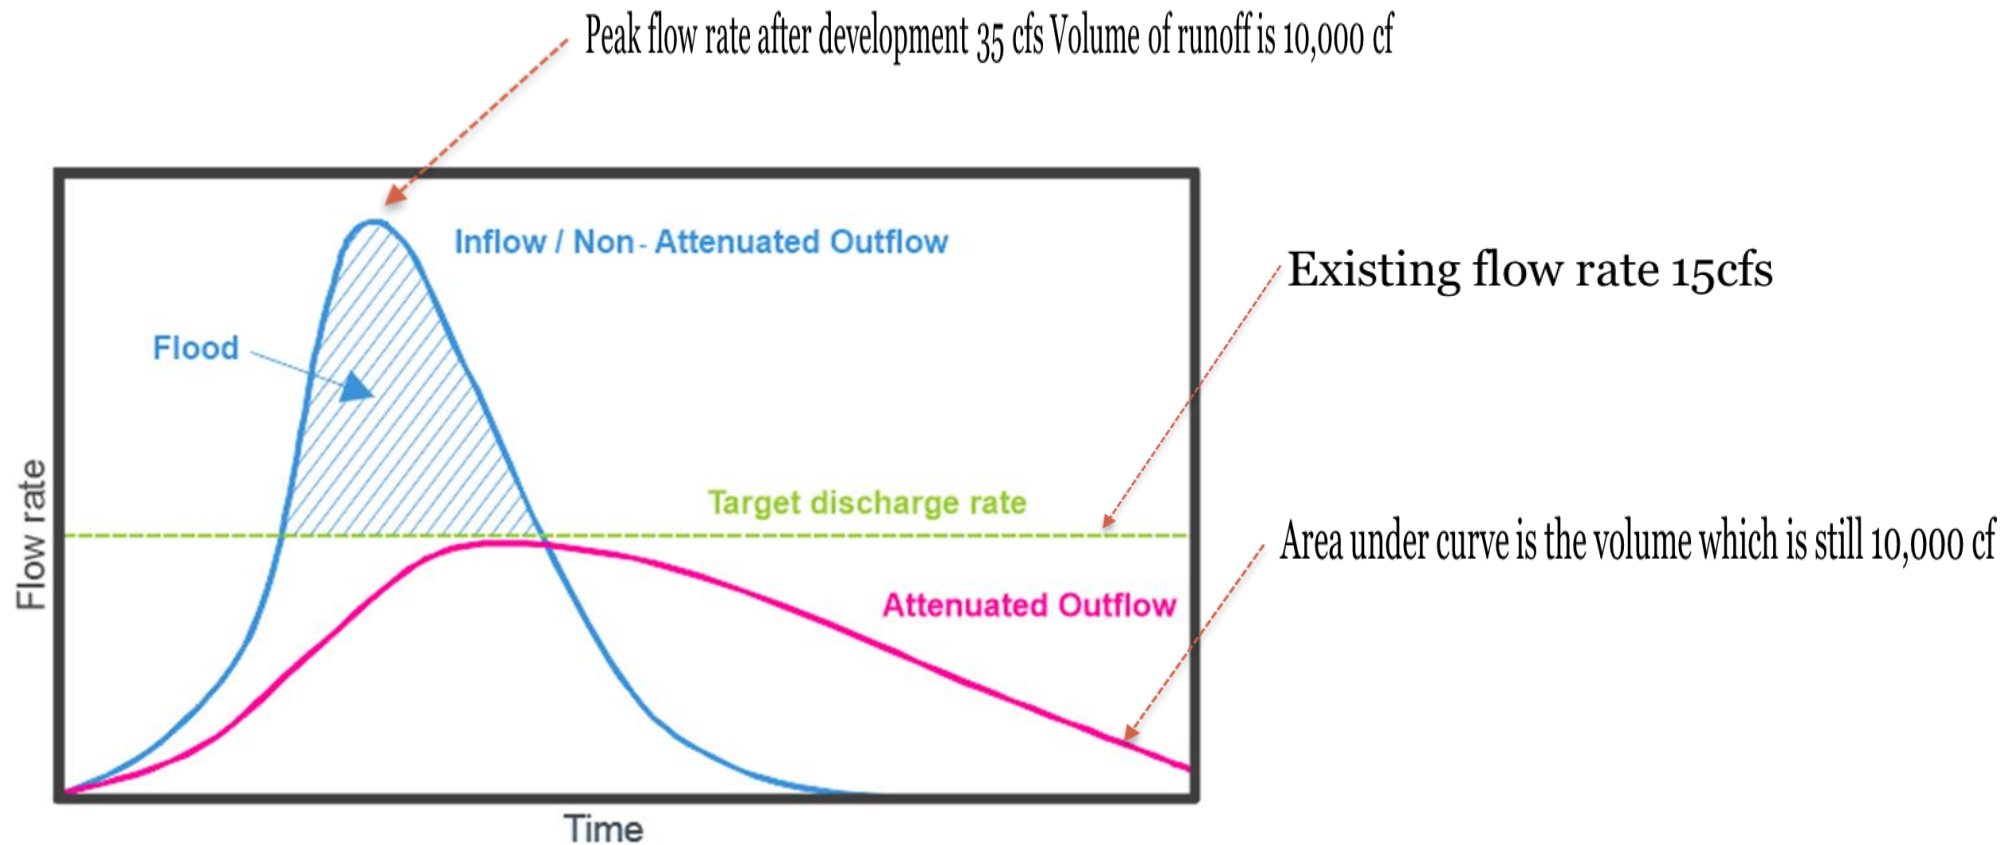 Peak flow rate after development 35 cfs Volume of runoff is 10,000 cf
Inflow / Non - Attenuated Outflow
Existing flow rate 15cfs
Flood
Target discharge rate
Area under curve is the volume which is still 10,000 cf
Attenuated Outflow
Flow rate
Time